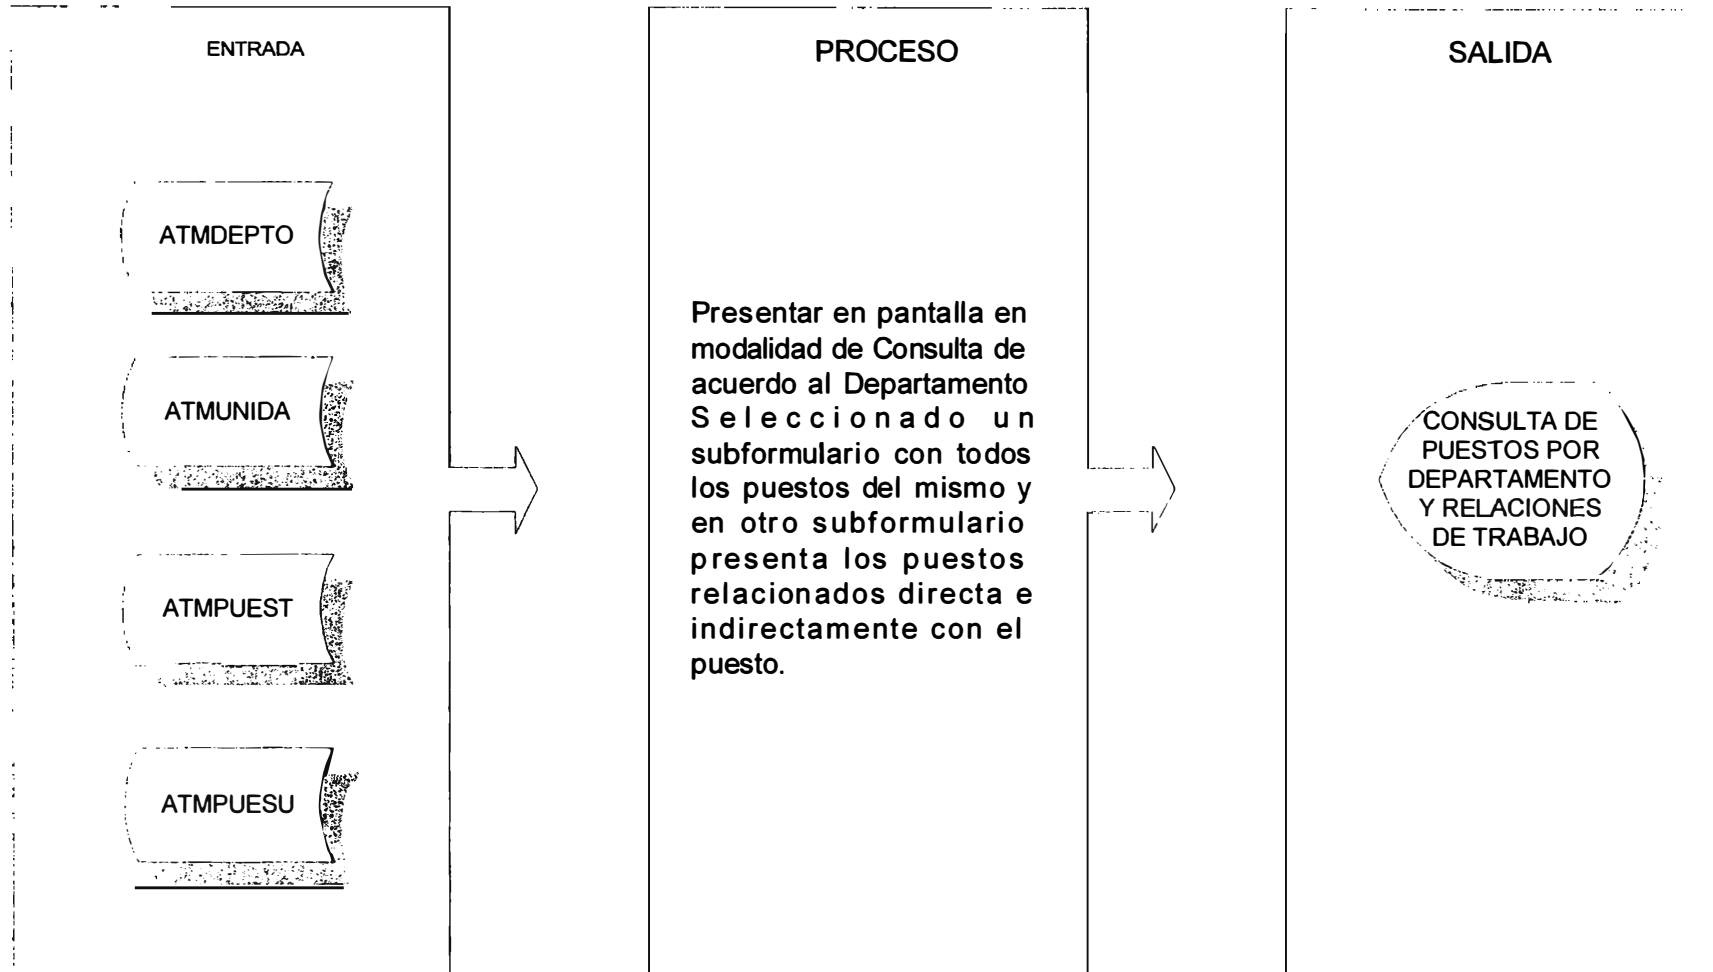 ENTRADA
ATMDEPTO
ATMUNIDA
ATMPUEST
ATMPUESU
PROCESO
Presentar en pantalla en
modalidad de Consulta de
acuerdo al Departamento
Seleccionado un
subformulario con todos
los puestos del mismo y
en otro subformulario
presenta los puestos
relacionados directa e
indirectamente con el
puesto.
SALIDA
CONSULTA DE
PUESTOS POR
DEPARTAMENTO
Y RELACIONES
DE TRABAJO